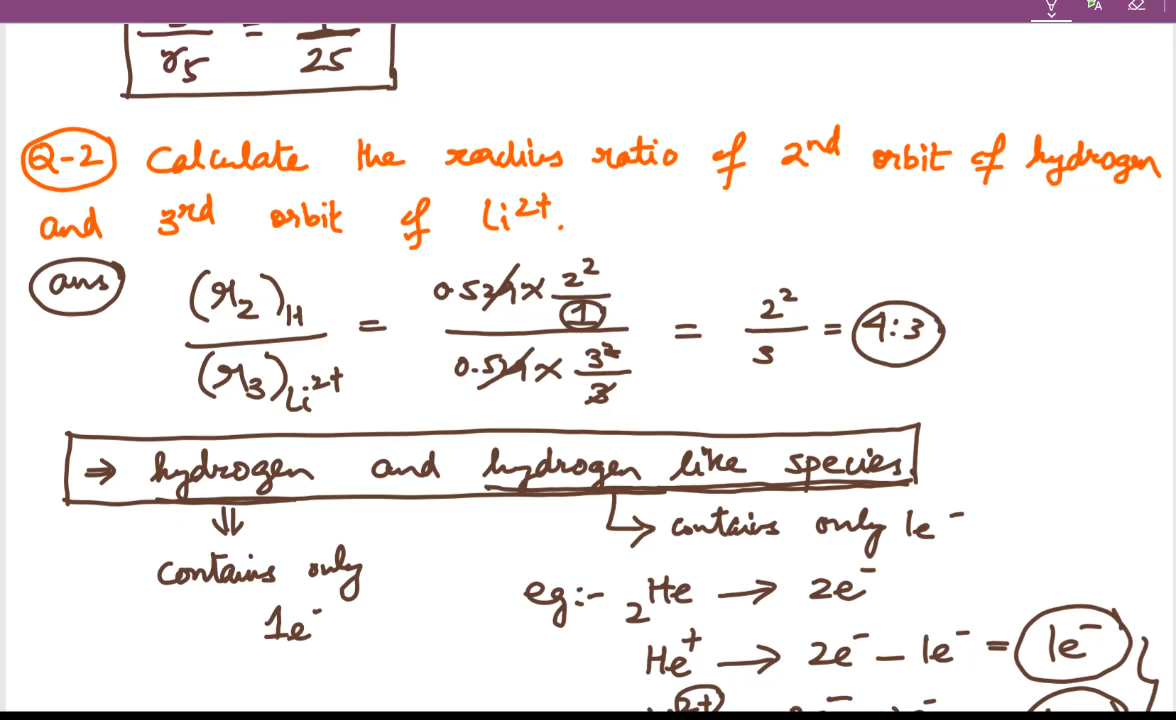 r5 = 25
Q-2 Calculate the radius ratio of 2nd orbit of hydrogen
and 3rd orbit of Li2+.
ans (r2)H / (r3)Li2+ = 0.529 × 2²/1 / 0.529 × 3²/3 = 2²/3 = 4:3
⇒ hydrogen and hydrogen like species.
⇓ ↳ contains only 1e⁻
contains only
1e⁻
eg:- 2He → 2e⁻
He+ → 2e⁻ − 1e⁻ = 1e⁻
2+